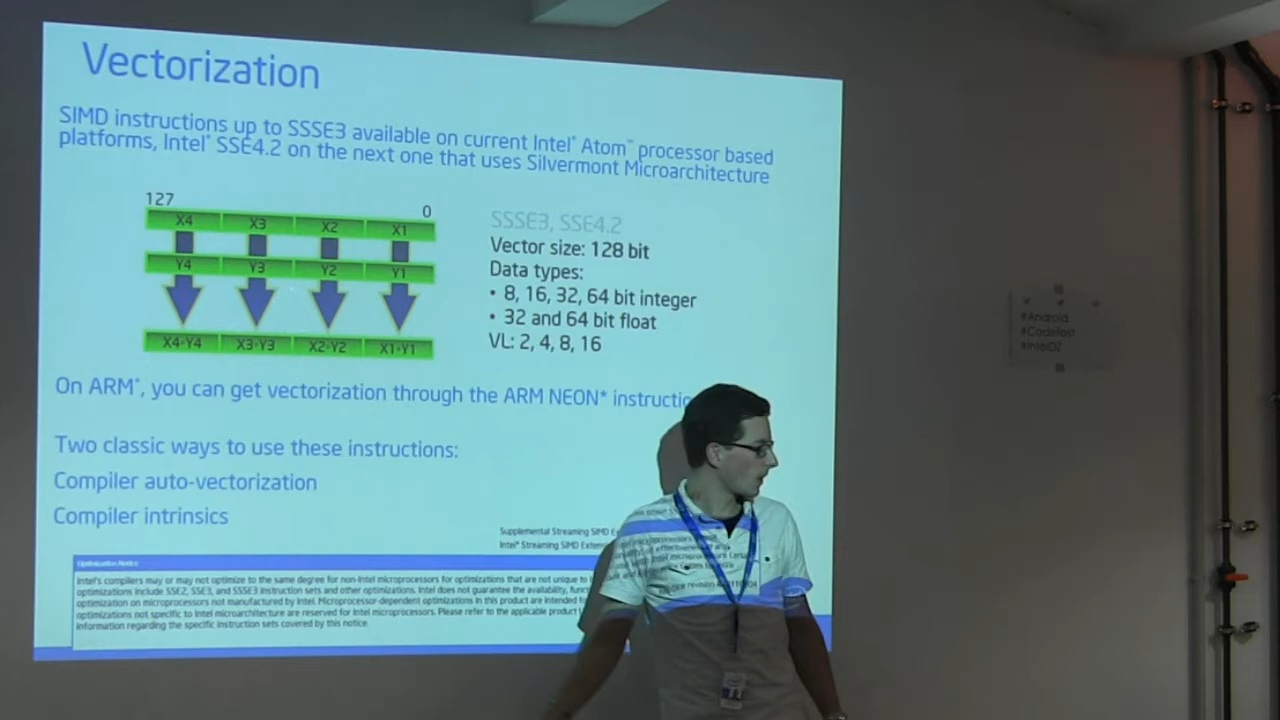 Vectorization
SIMD instructions up to SSSE3 available on current Intel® Atom™ processor based
platforms, Intel® SSE4.2 on the next one that uses Silvermont Microarchitecture
127
0
X4 X3 X2 X1
Y4 Y3 Y2 Y1
X4◦Y4 X3◦Y3 X2◦Y2 X1◦Y1
SSSE3, SSE4.2
Vector size: 128 bit
Data types:
• 8, 16, 32, 64 bit integer
• 32 and 64 bit float
VL: 2, 4, 8, 16
On ARM*, you can get vectorization through the ARM NEON* instructio
Two classic ways to use these instructions:
Compiler auto-vectorization
Compiler intrinsics
Supplemental Streaming SIMD
Intel® Streaming SIMD Exten
Optimization Notice
Intel's compilers may or may not optimize to the same degree for non-Intel microprocessors for optimizations that are not unique to
optimizations include SSE2, SSE3, and SSSE3 instruction sets and other optimizations. Intel does not guarantee the availability, func
optimization on microprocessors not manufactured by Intel. Microprocessor-dependent optimizations in this product are intended fo
optimizations not specific to Intel microarchitecture are reserved for Intel microprocessors. Please refer to the applicable product
information regarding the specific instruction sets covered by this notice.
#Android
#Codefest
#IntelDZ